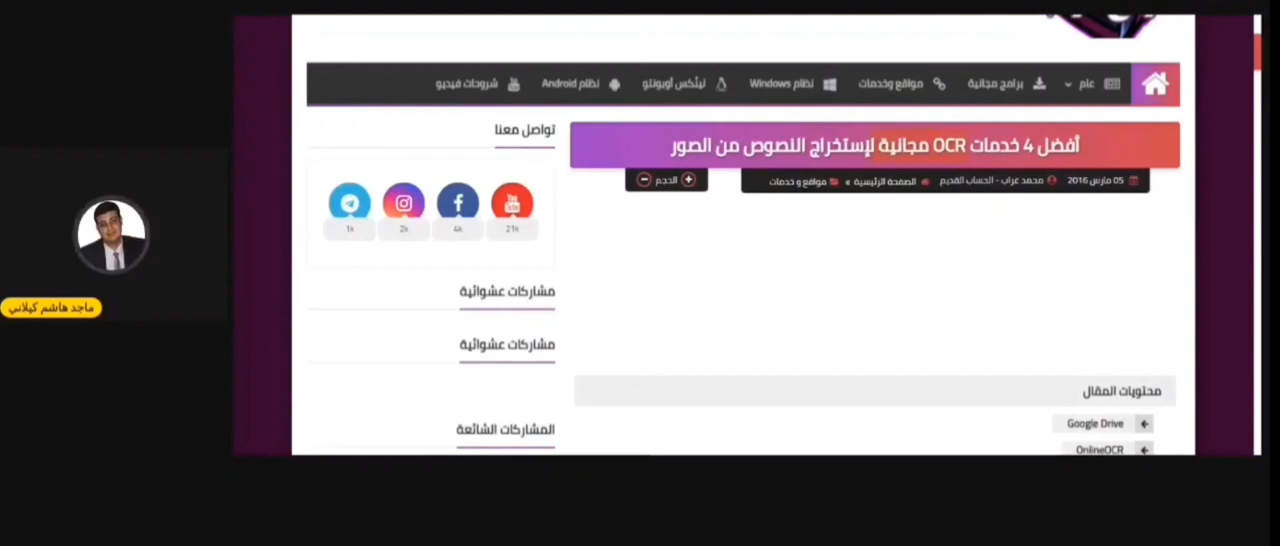 عام
برامج مجانية
مواقع وخدمات
نظام Windows
لينكس أوبونتو
نظام Android
شروحات فيديو
أفضل 4 خدمات OCR مجانية لإستخراج النصوص من الصور
05 مارس 2016 محمد عراب - الحساب القديم الصفحة الرئيسية » مواقع و خدمات
الحجم
تواصل معنا
21k
4k
2k
1k
مشاركات عشوائية
مشاركات عشوائية
المشاركات الشائعة
محتويات المقال
Google Drive
OnlineOCR
ماجد هاشم كيلاني